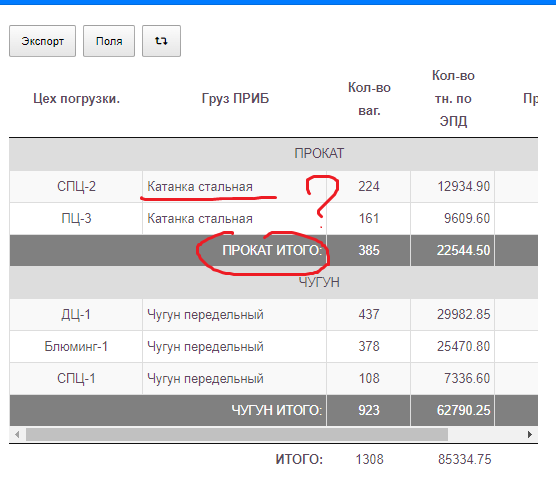 Экспорт Поля
Цех погрузки. Груз ПРИБ Кол-во ваг. Кол-во тн. по ЭПД Пр
ПРОКАТ
СПЦ-2 Катанка стальная ? 224 12934.90
ПЦ-3 Катанка стальная 161 9609.60
ПРОКАТ ИТОГО: 385 22544.50
ЧУГУН
ДЦ-1 Чугун передельный 437 29982.85
Блюминг-1 Чугун передельный 378 25470.80
СПЦ-1 Чугун передельный 108 7336.60
ЧУГУН ИТОГО: 923 62790.25
ИТОГО: 1308 85334.75